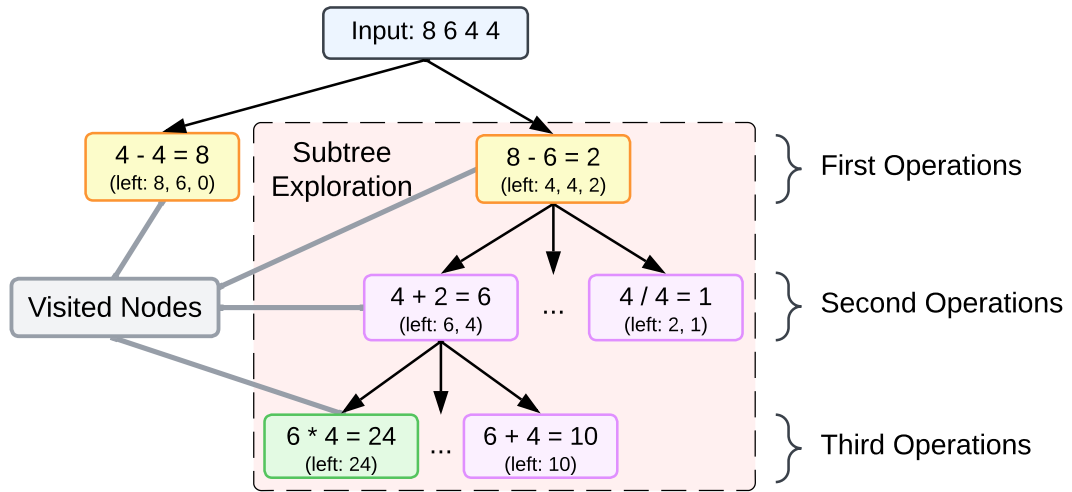 Input: 8 6 4 4
4 - 4 = 8
(left: 8, 6, 0)
Subtree
Exploration
8 - 6 = 2
(left: 4, 4, 2)
First Operations
Visited Nodes
4 + 2 = 6
(left: 6, 4)
...
4 / 4 = 1
(left: 2, 1)
Second Operations
6 * 4 = 24
(left: 24)
...
6 + 4 = 10
(left: 10)
Third Operations